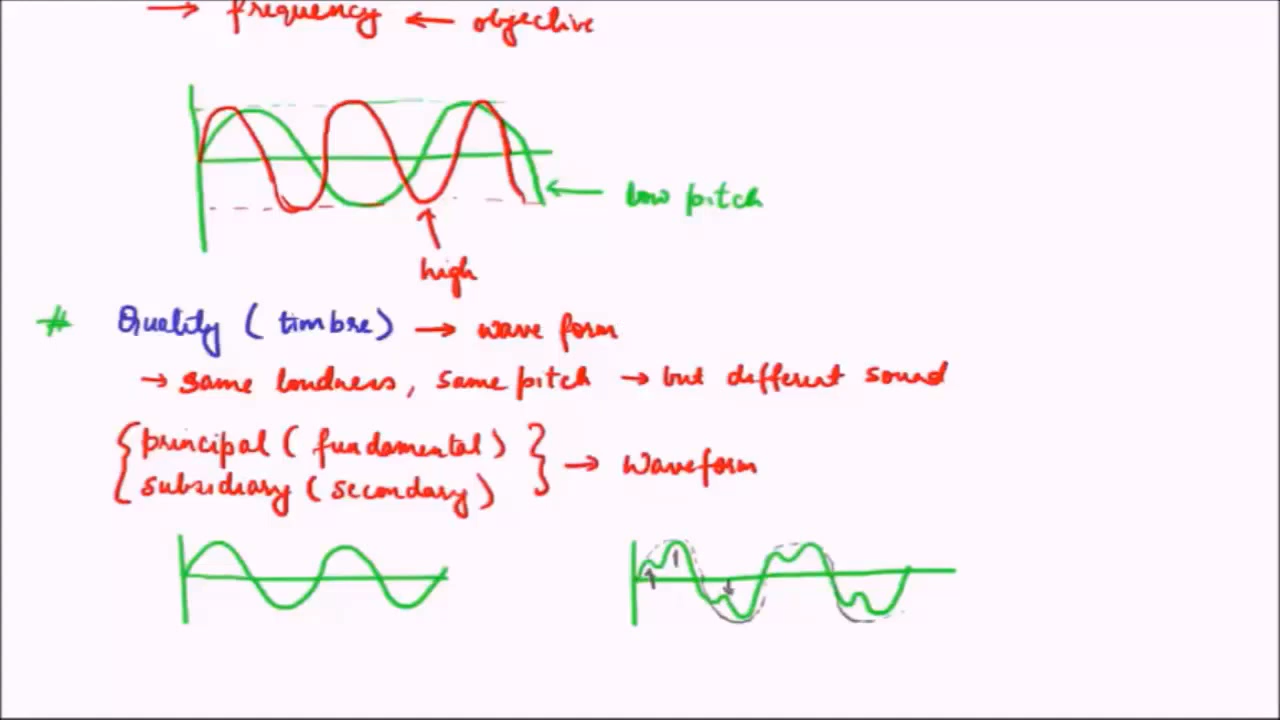 → frequency ← objective
low pitch
high
# Quality (timbre) → wave form
→ same loudness, same pitch → but different sound
{principal (fundamental)
{subsidiary (secondary) } → Waveform